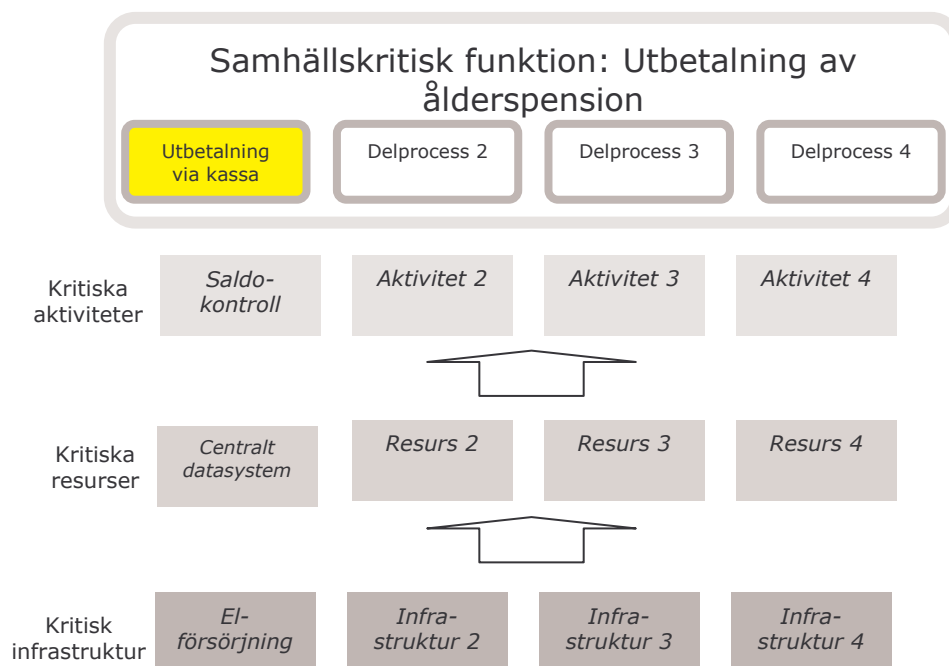 Samhällskritisk funktion: Utbetalning av
ålderspension
Utbetalning
via kassa
Delprocess 2
Delprocess 3
Delprocess 4
Kritiska
aktiviteter
Saldo-
kontroll
Aktivitet 2
Aktivitet 3
Aktivitet 4
Kritiska
resurser
Centralt
datasystem
Resurs 2
Resurs 3
Resurs 4
Kritisk
infrastruktur
El-
försörjning
Infra-
struktur 2
Infra-
struktur 3
Infra-
struktur 4